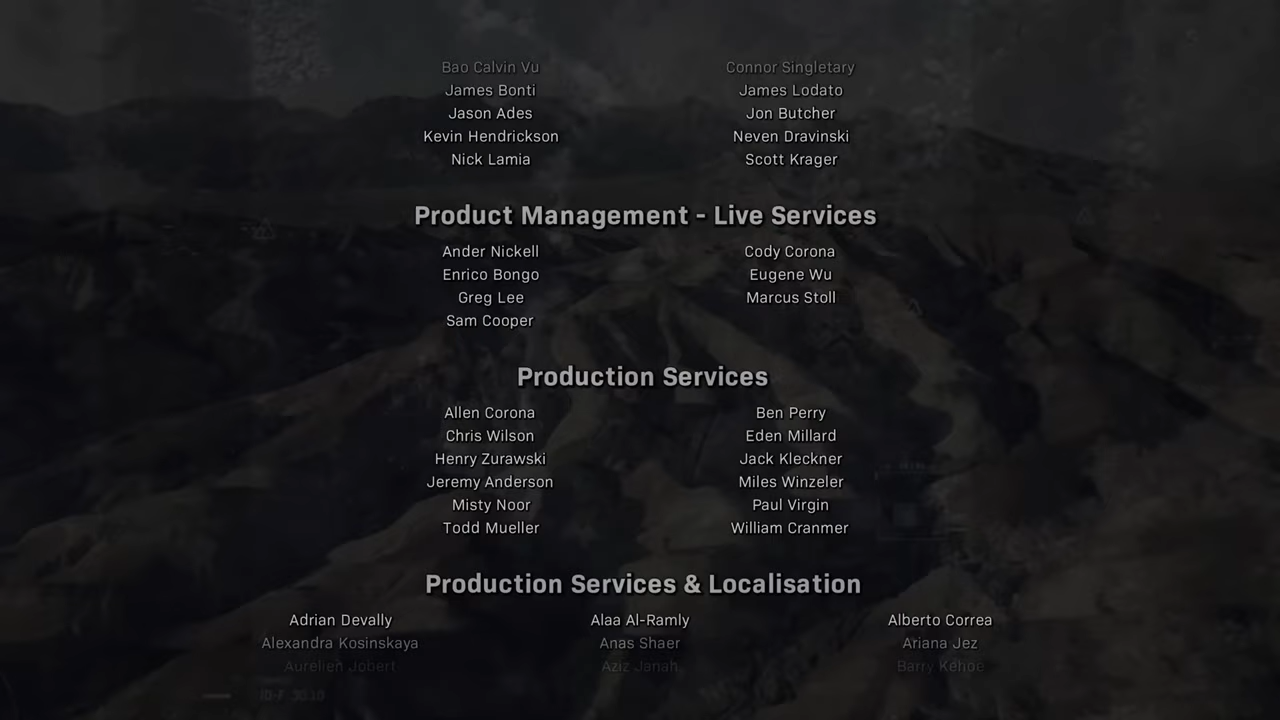 Bao Calvin Vu Connor Singletary
James Bonti James Lodato
Jason Ades Jon Butcher
Kevin Hendrickson Neven Dravinski
Nick Lamia Scott Krager
Product Management - Live Services
Ander Nickell Cody Corona
Enrico Bongo Eugene Wu
Greg Lee Marcus Stoll
Sam Cooper
Production Services
Allen Corona Ben Perry
Chris Wilson Eden Millard
Henry Zurawski Jack Kleckner
Jeremy Anderson Miles Winzeler
Misty Noor Paul Virgin
Todd Mueller William Cranmer
Production Services & Localisation
Adrian Devally Alaa Al-Ramly Alberto Correa
Alexandra Kosinskaya Anas Shaer Ariana Jez
Aurelien Jobert Aziz Janah Barry Kehoe